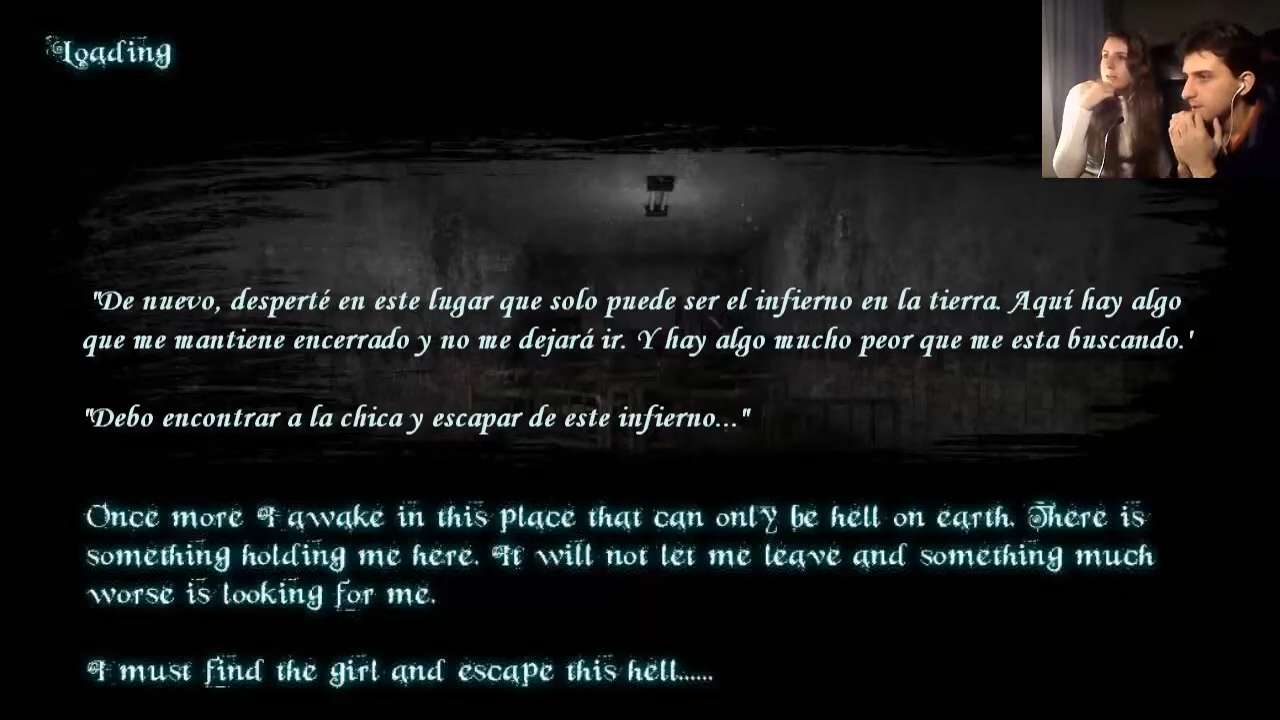 Loading
"De nuevo, desperté en este lugar que solo puede ser el infierno en la tierra. Aquí hay algo
que me mantiene encerrado y no me dejará ir. Y hay algo mucho peor que me esta buscando.'
"Debo encontrar a la chica y escapar de este infierno..."
Once more I awake in this place that can only be hell on earth. There is
something holding me here. It will not let me leave and something much
worse is looking for me.
I must find the girl and escape this hell......